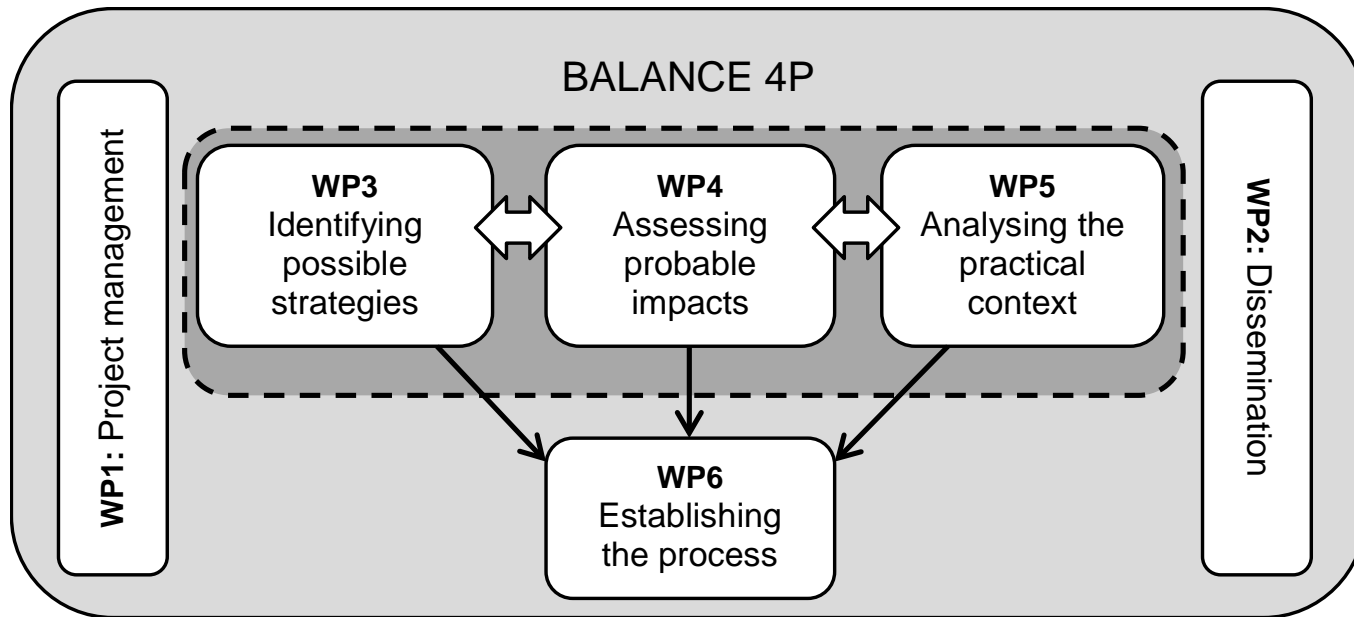 BALANCE 4P
WP1: Project management
WP3
Identifying
possible
strategies
WP4
Assessing
probable
impacts
WP5
Analysing the
practical
context
WP2: Dissemination
WP6
Establishing
the process